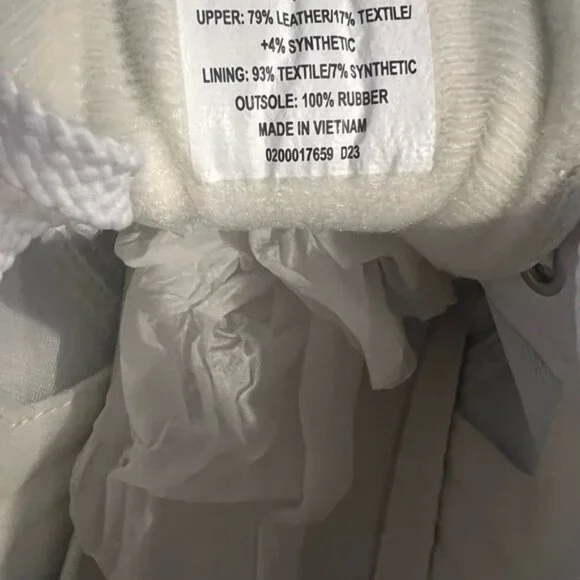 UPPER: 79% LEATHER/17% TEXTILE/
+4% SYNTHETIC
LINING: 93% TEXTILE/7% SYNTHETIC
OUTSOLE: 100% RUBBER
MADE IN VIETNAM
0200017659 D23